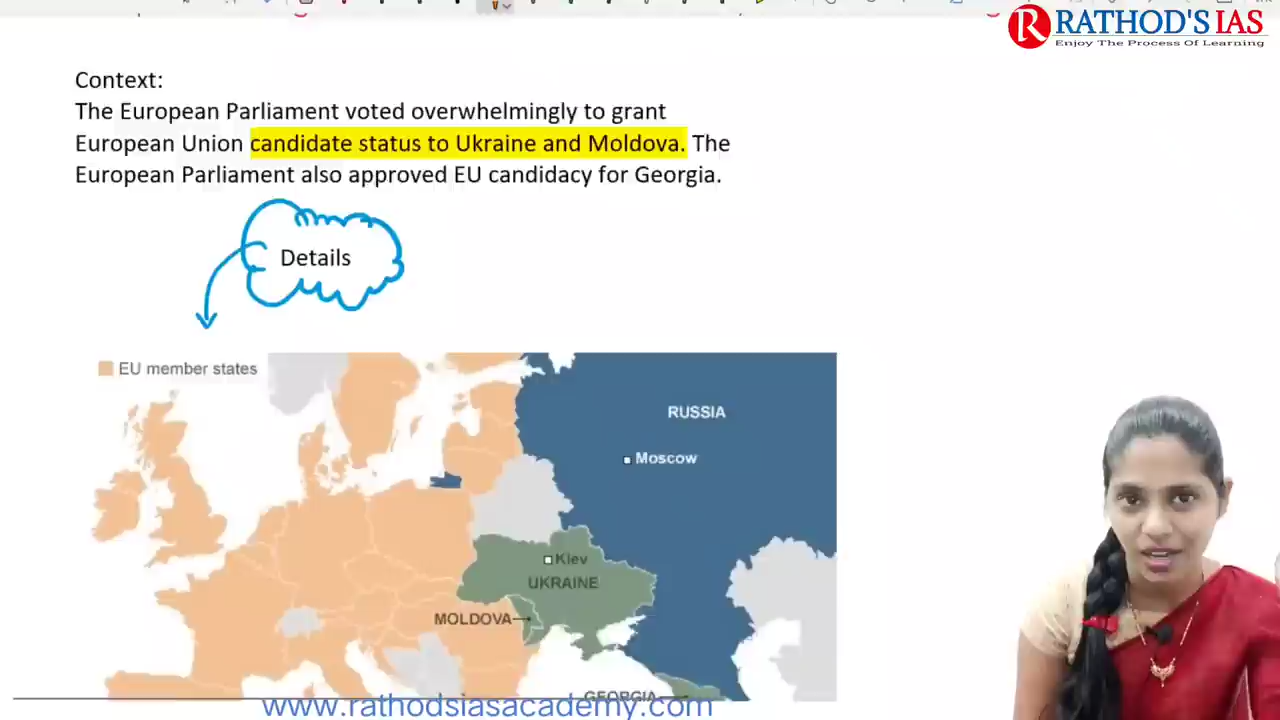 RATHOD'S IAS
Enjoy The Process Of Learning
Context:
The European Parliament voted overwhelmingly to grant
European Union candidate status to Ukraine and Moldova. The
European Parliament also approved EU candidacy for Georgia.
Details
EU member states
RUSSIA
Moscow
Kiev
UKRAINE
MOLDOVA
GEORGIA
www.rathodsiasacademy.com